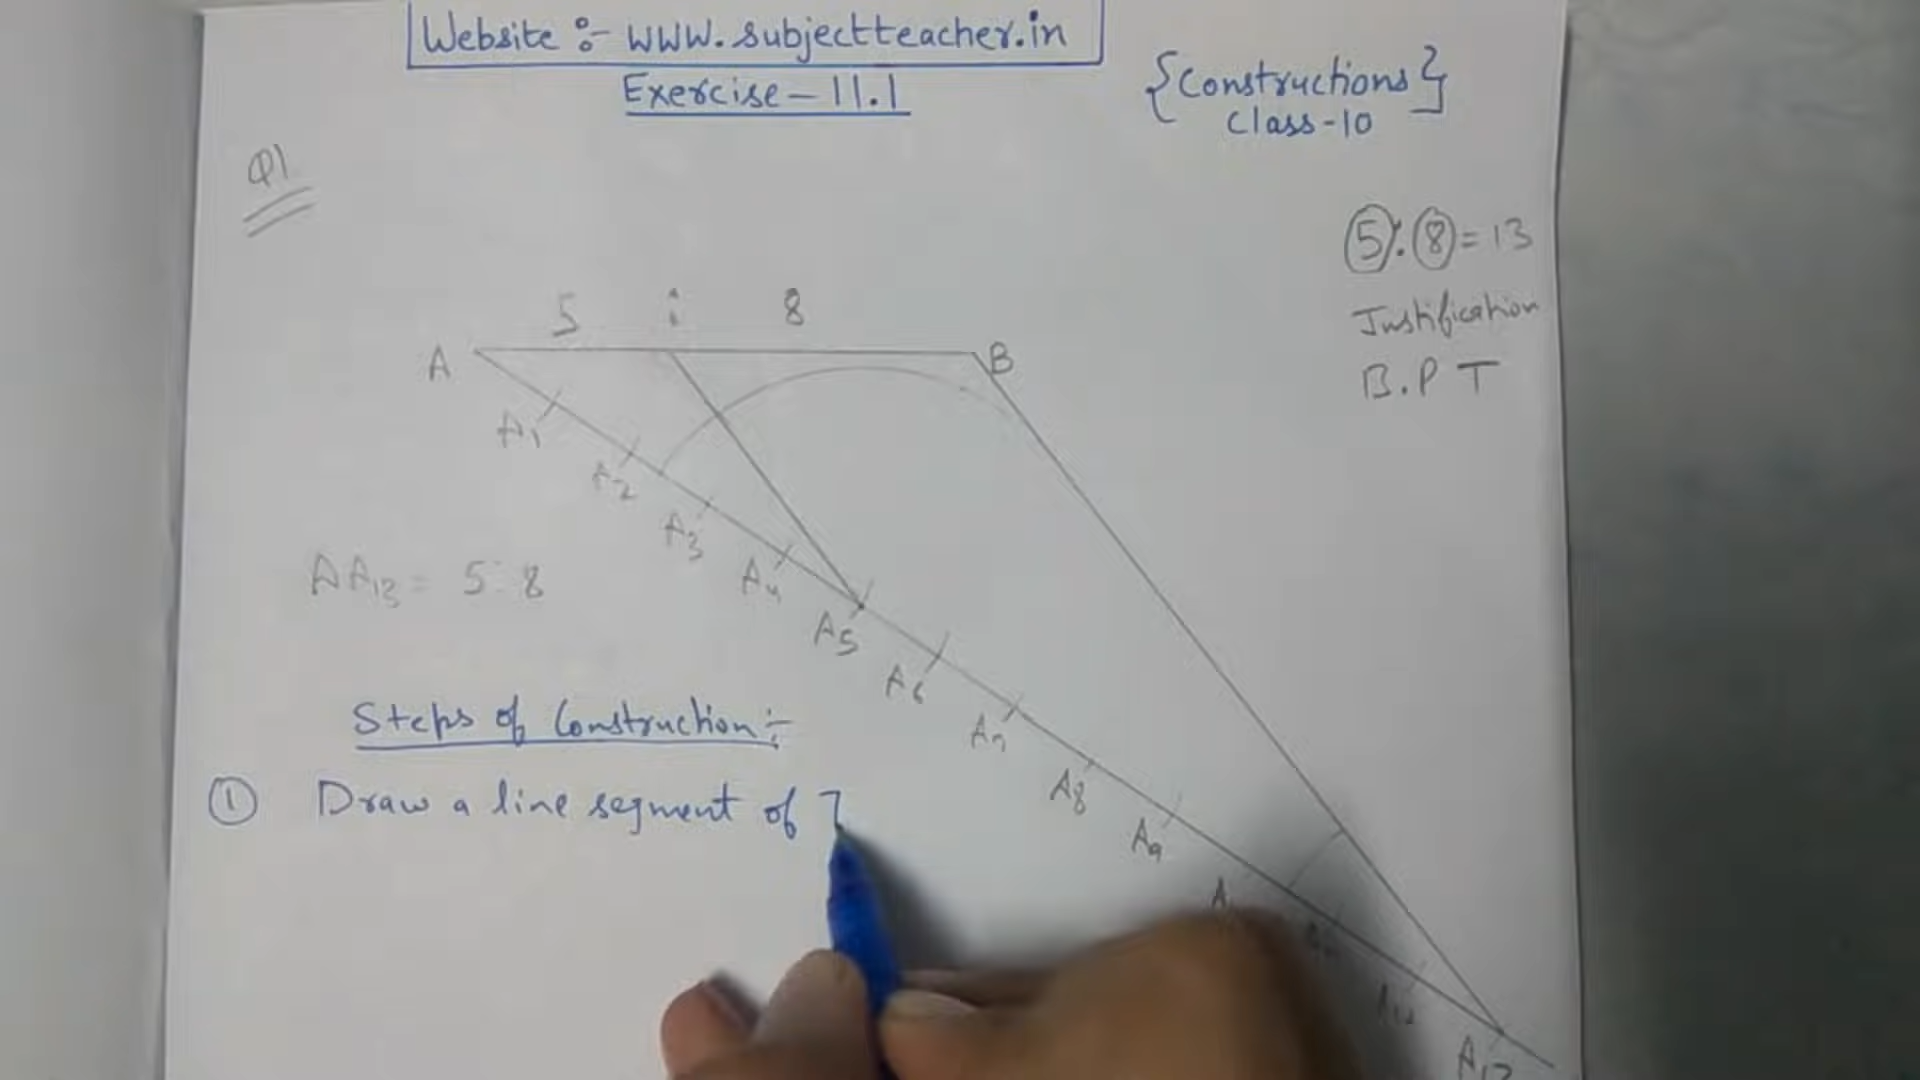 Website :- www.subjectteacher.in
Exercise - 11.1
{Constructions}
Class-10
Q1
5 : 8 = 13
Justification
B.P T
5 : 8
A
B
A1
A2
A3
A4
A5
A6
A7
A8
A9
A12
A13
AA13 = 5:8
Steps of Construction:-
① Draw a line segment of 7